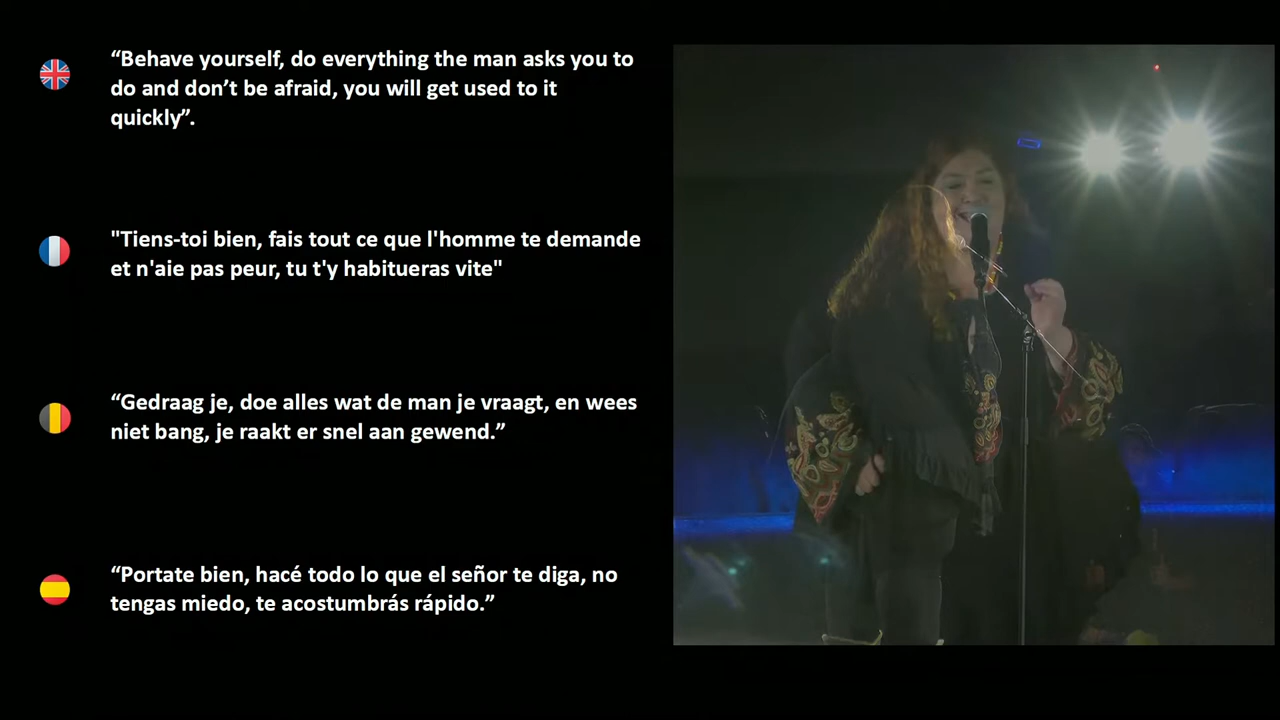 “Behave yourself, do everything the man asks you to
do and don’t be afraid, you will get used to it
quickly”.
"Tiens-toi bien, fais tout ce que l'homme te demande
et n'aie pas peur, tu t'y habitueras vite"
“Gedraag je, doe alles wat de man je vraagt, en wees
niet bang, je raakt er snel aan gewend.”
“Portate bien, hacé todo lo que el señor te diga, no
tengas miedo, te acostumbrás rápido.”